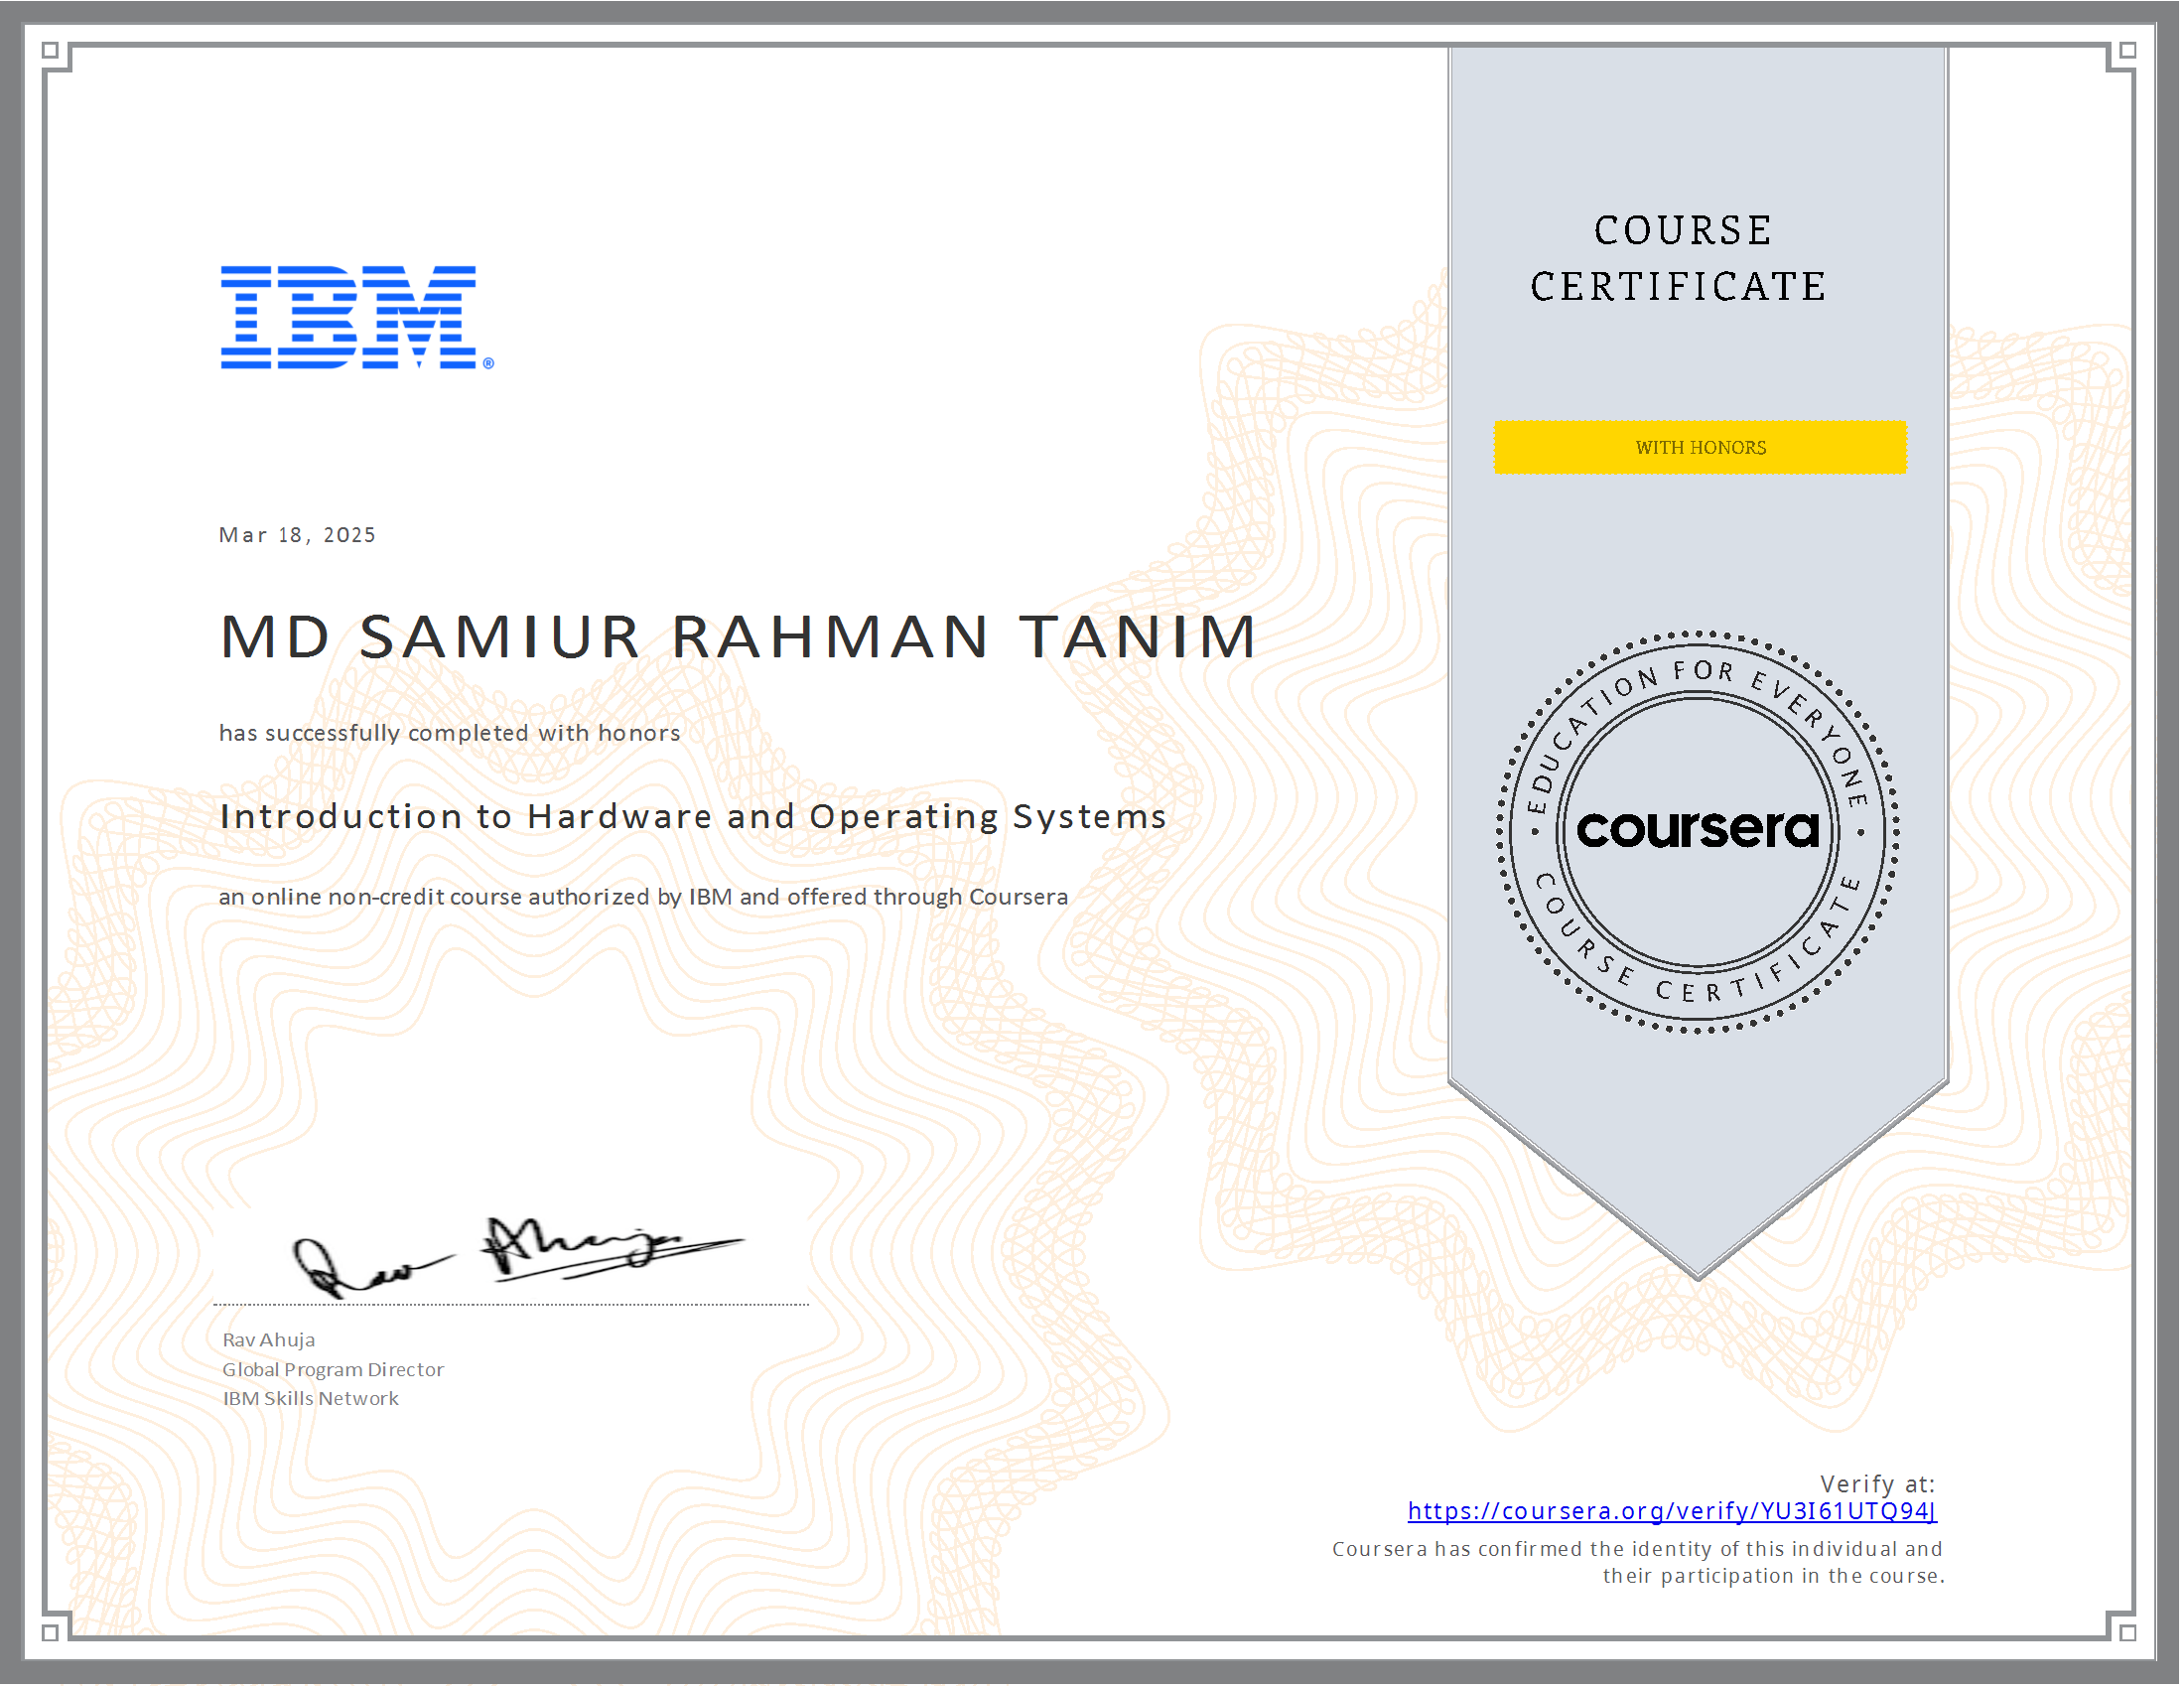 IBM®
Mar 18, 2025
MD SAMIUR RAHMAN TANIM
has successfully completed with honors
Introduction to Hardware and Operating Systems
an online non-credit course authorized by IBM and offered through Coursera
Rav Ahuja
Rav Ahuja
Global Program Director
IBM Skills Network
COURSE
CERTIFICATE
WITH HONORS
• EDUCATION FOR EVERYONE •
coursera
COURSE CERTIFICATE
Verify at:
https://coursera.org/verify/YU3I61UTQ94J
Coursera has confirmed the identity of this individual and
their participation in the course.